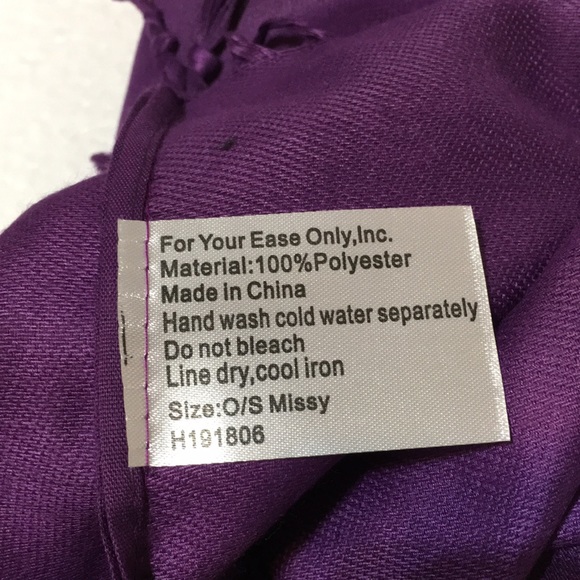 For Your Ease Only,Inc.
Material:100%Polyester
Made in China
Hand wash cold water separately
Do not bleach
Line dry,cool iron
Size:O/S Missy
H191806